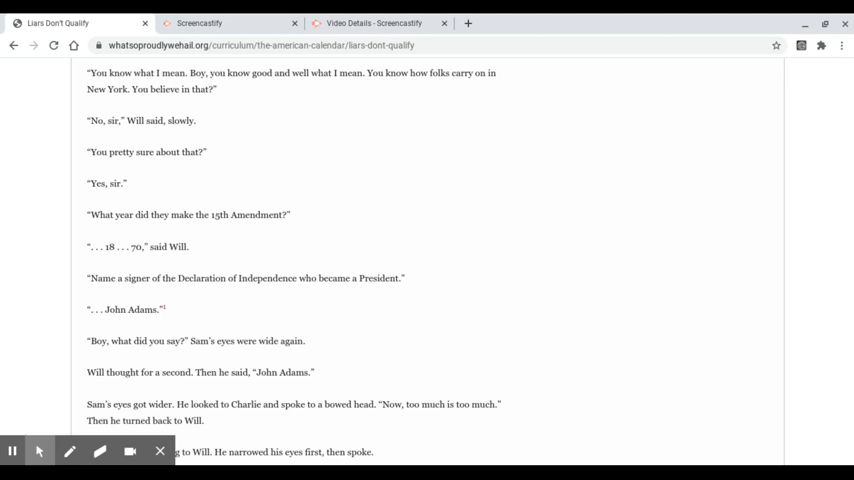 Liars Don't Qualify
Screencastify
Video Details - Screencastify
whatsoproudlywehail.org/curriculum/the-american-calendar/liars-dont-qualify
“You know what I mean. Boy, you know good and well what I mean. You know how folks carry on in
New York. You believe in that?”
“No, sir,” Will said, slowly.
“You pretty sure about that?”
“Yes, sir.”
“What year did they make the 15th Amendment?”
“. . . 18 . . . 70,” said Will.
“Name a signer of the Declaration of Independence who became a President.”
“. . . John Adams.”1
“Boy, what did you say?” Sam’s eyes were wide again.
Will thought for a second. Then he said, “John Adams.”
Sam’s eyes got wider. He looked to Charlie and spoke to a bowed head. “Now, too much is too much.”
Then he turned back to Will.
g to Will. He narrowed his eyes first, then spoke.